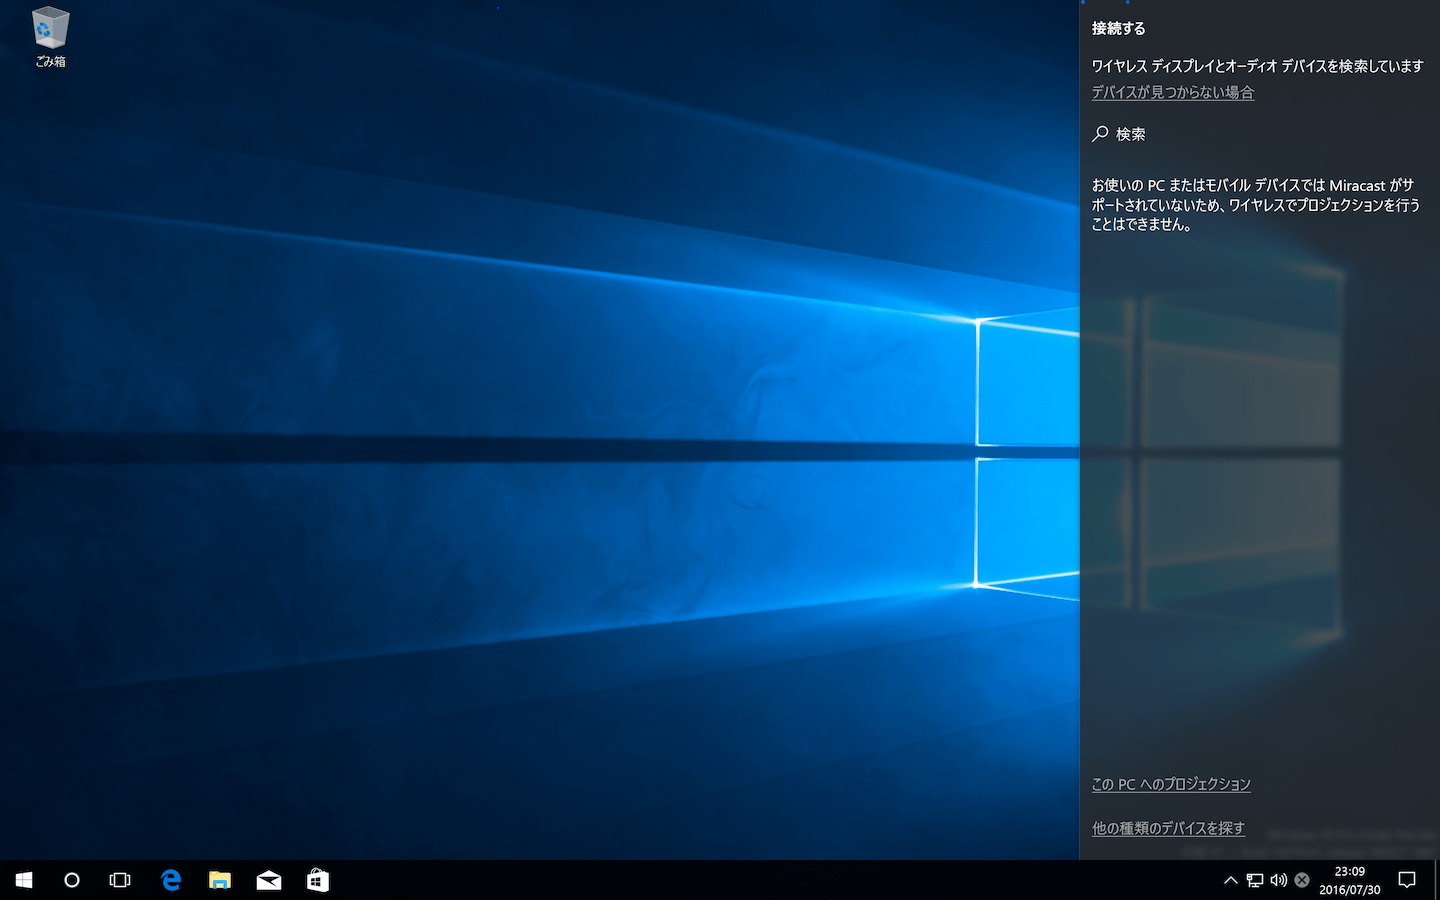 ごみ箱
接続する
ワイヤレス ディスプレイとオーディオ デバイスを検索しています
デバイスが見つからない場合
検索
お使いの PC またはモバイル デバイスでは Miracast がサ
ポートされていないため、ワイヤレスでプロジェクションを行う
ことはできません。
この PC へのプロジェクション
他の種類のデバイスを探す
23:09
2016/07/30